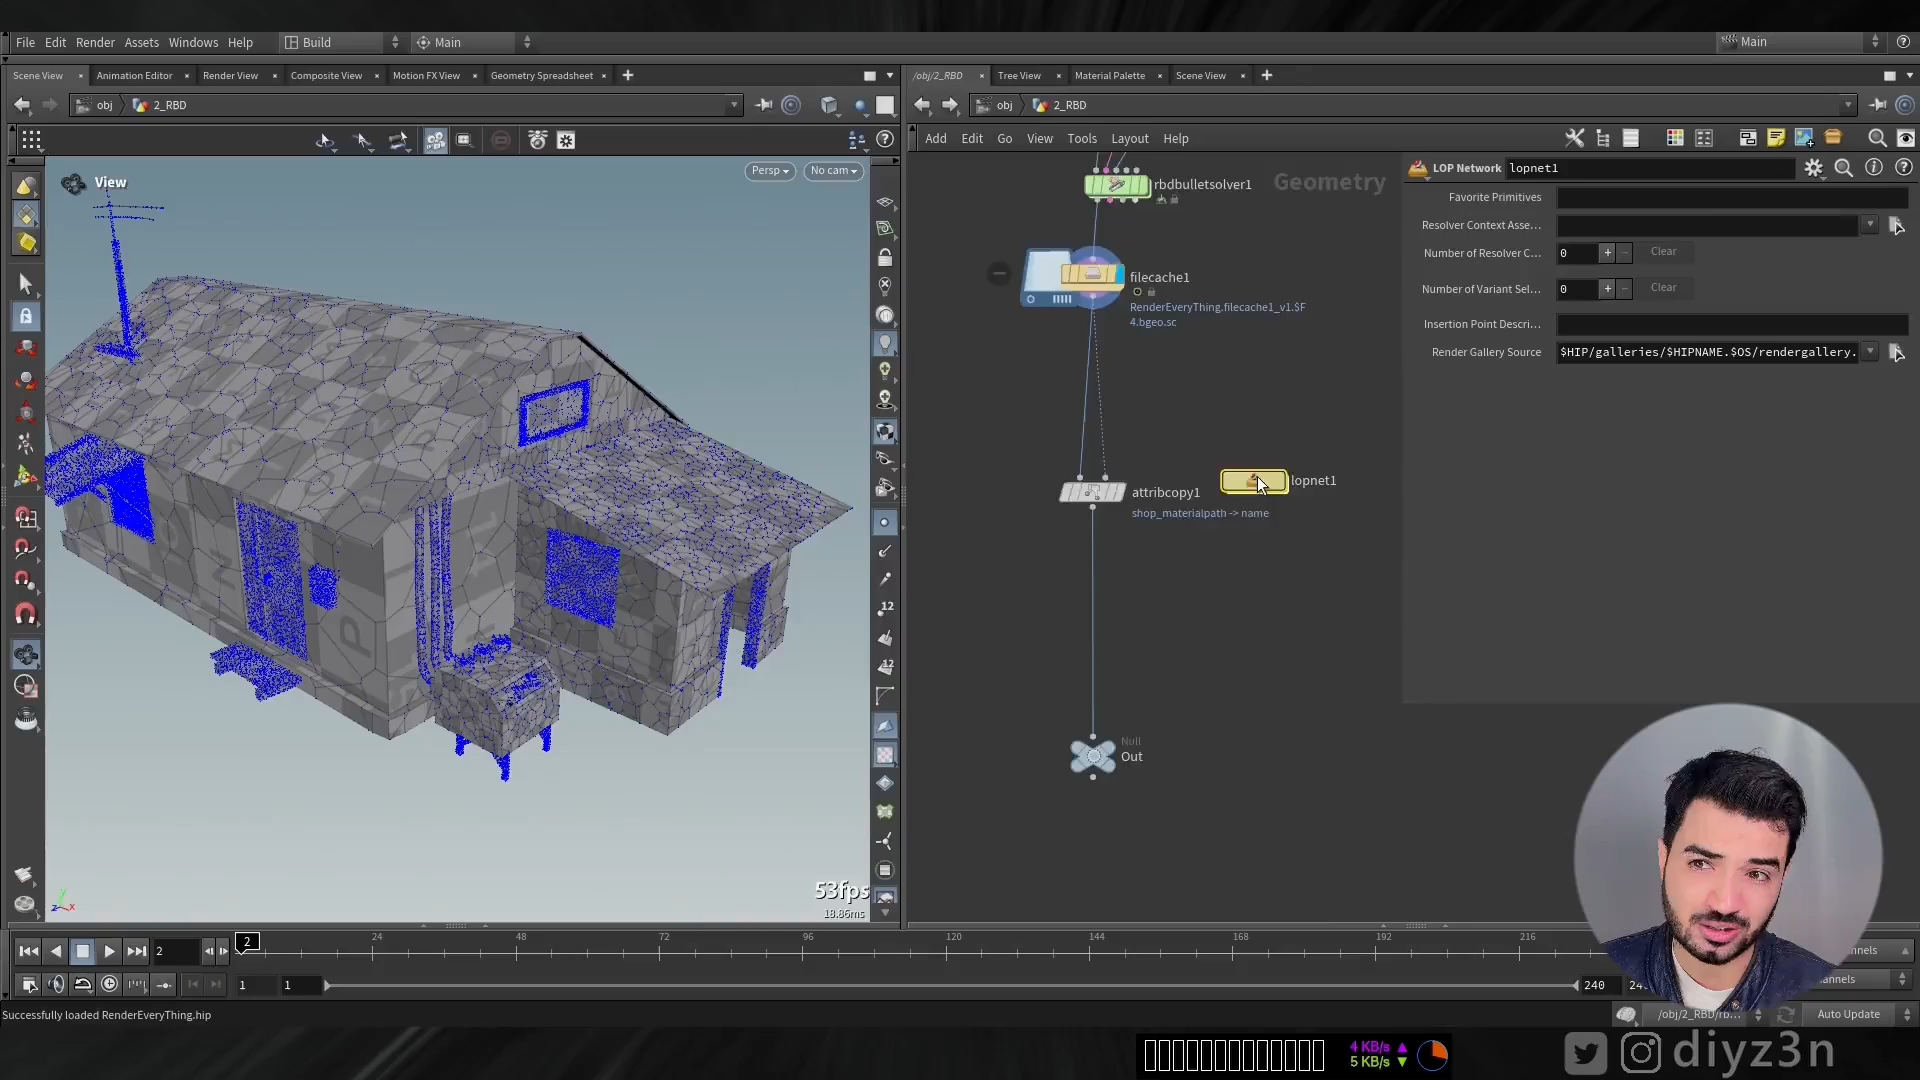 File Edit Render Assets Windows Help Build Main Main
Scene View Animation Editor Render View Composite View Motion FX View Geometry Spreadsheet
/obj/2_RBD Tree View Material Palette Scene View
obj 2_RBD
obj 2_RBD
Add Edit Go View Tools Layout Help
View
Persp No cam
53fps
18.86ms
12
12
Geometry
rbdbulletsolver1
filecache1
RenderEveryThing.filecache1_v1.$F
4.bgeo.sc
attribcopy1
shop_materialpath -> name
lopnet1
Null
Out
LOP Network lopnet1
Favorite Primitives
Resolver Context Asse...
Number of Resolver C... 0 Clear
Number of Variant Sel... 0 Clear
Insertion Point Descri...
Render Gallery Source $HIP/galleries/$HIPNAME.$OS/rendergallery.
2 2 24 48 72 96 120 144 168 192 216
1 1 240
Successfully loaded RenderEveryThing.hip
/obj/2_RBD/rb... Auto Update
4 KB/s
5 KB/s
diyz3n